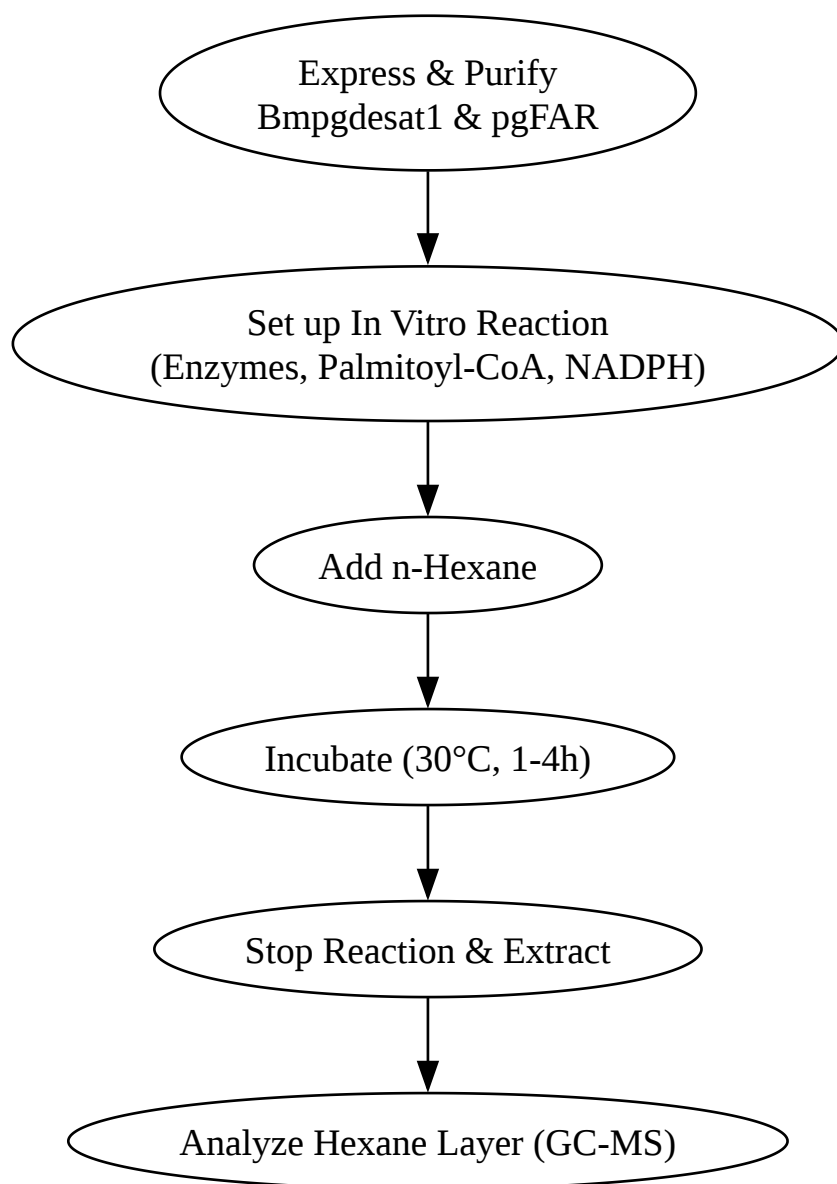 Express & Purify
Bmpgdesat1 & pgFAR
Set up In Vitro Reaction
(Enzymes, Palmitoyl-CoA, NADPH)
Add n-Hexane
Incubate (30°C, 1-4h)
Stop Reaction & Extract
Analyze Hexane Layer (GC-MS)